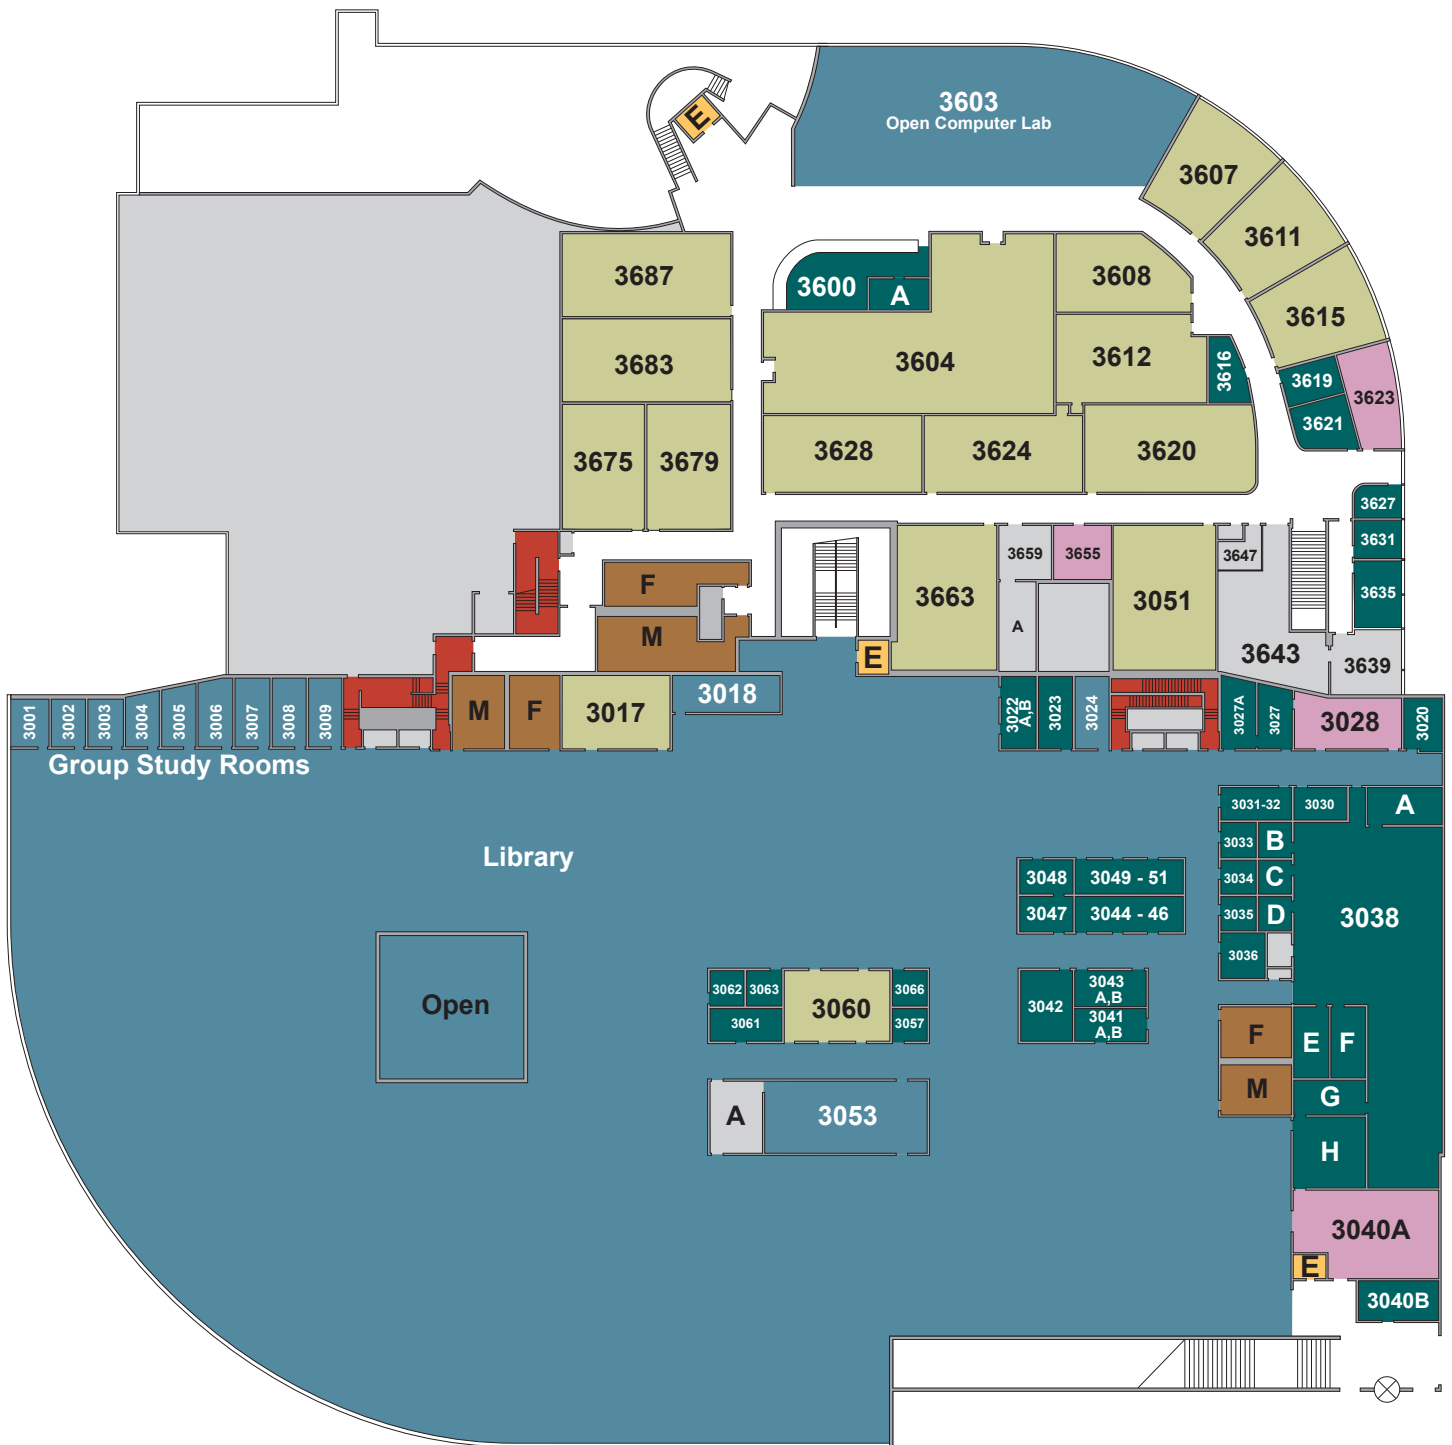 3603
Open Computer Lab
E
3607
3611
3615
3687
3600
A
3608
3683
3604
3612
3616
3619
3623
3621
3675
3679
3628
3624
3620
3627
3631
3635
3659
3655
3647
F
3663
A
3051
M
E
3643
3639
3001
3002
3003
3004
3005
3006
3007
3008
3009
M
F
3017
3018
3022
A,B
3023
3024
3027A
3027
3028
3020
Group Study Rooms
3031-32
3030
A
3033
B
Library
3048
3049 - 51
3034
C
3047
3044 - 46
3035
D
3038
3036
Open
3062
3063
3060
3066
3061
3057
3042
3043
A,B
3041
A,B
F
E
F
M
G
A
3053
H
3040A
E
3040B